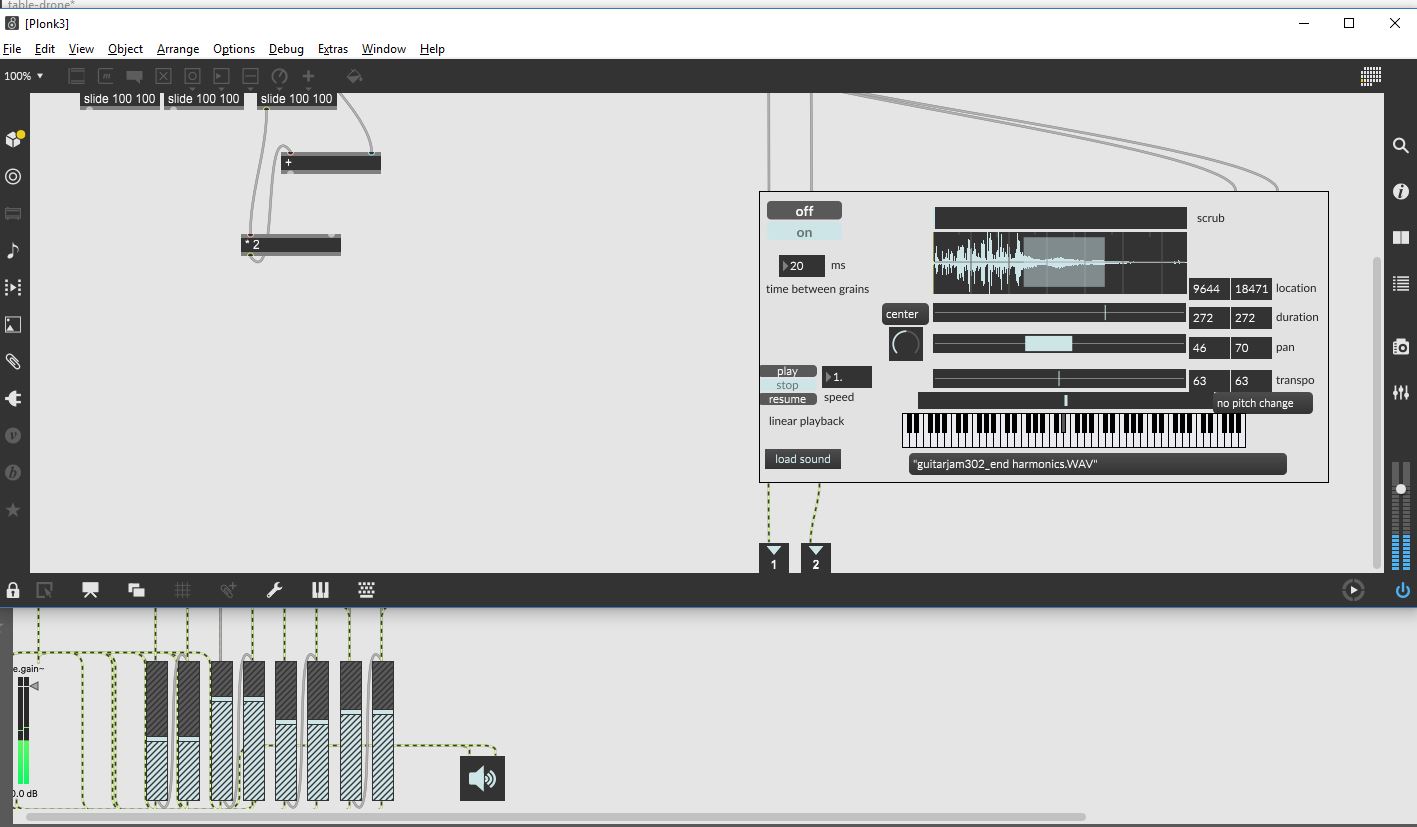 table-drone*
[Plonk3]
File Edit View Object Arrange Options Debug Extras Window Help
100%
slide 100 100 slide 100 100 slide 100 100
+
* 2
off
on
20 ms
time between grains
scrub
9644 18471 location
center
272 272 duration
46 70 pan
play
stop
resume
1.
speed
63 63 transpo
no pitch change
linear playback
load sound
"guitarjam302_end harmonics.WAV"
1 2
e.gain~
0.0 dB